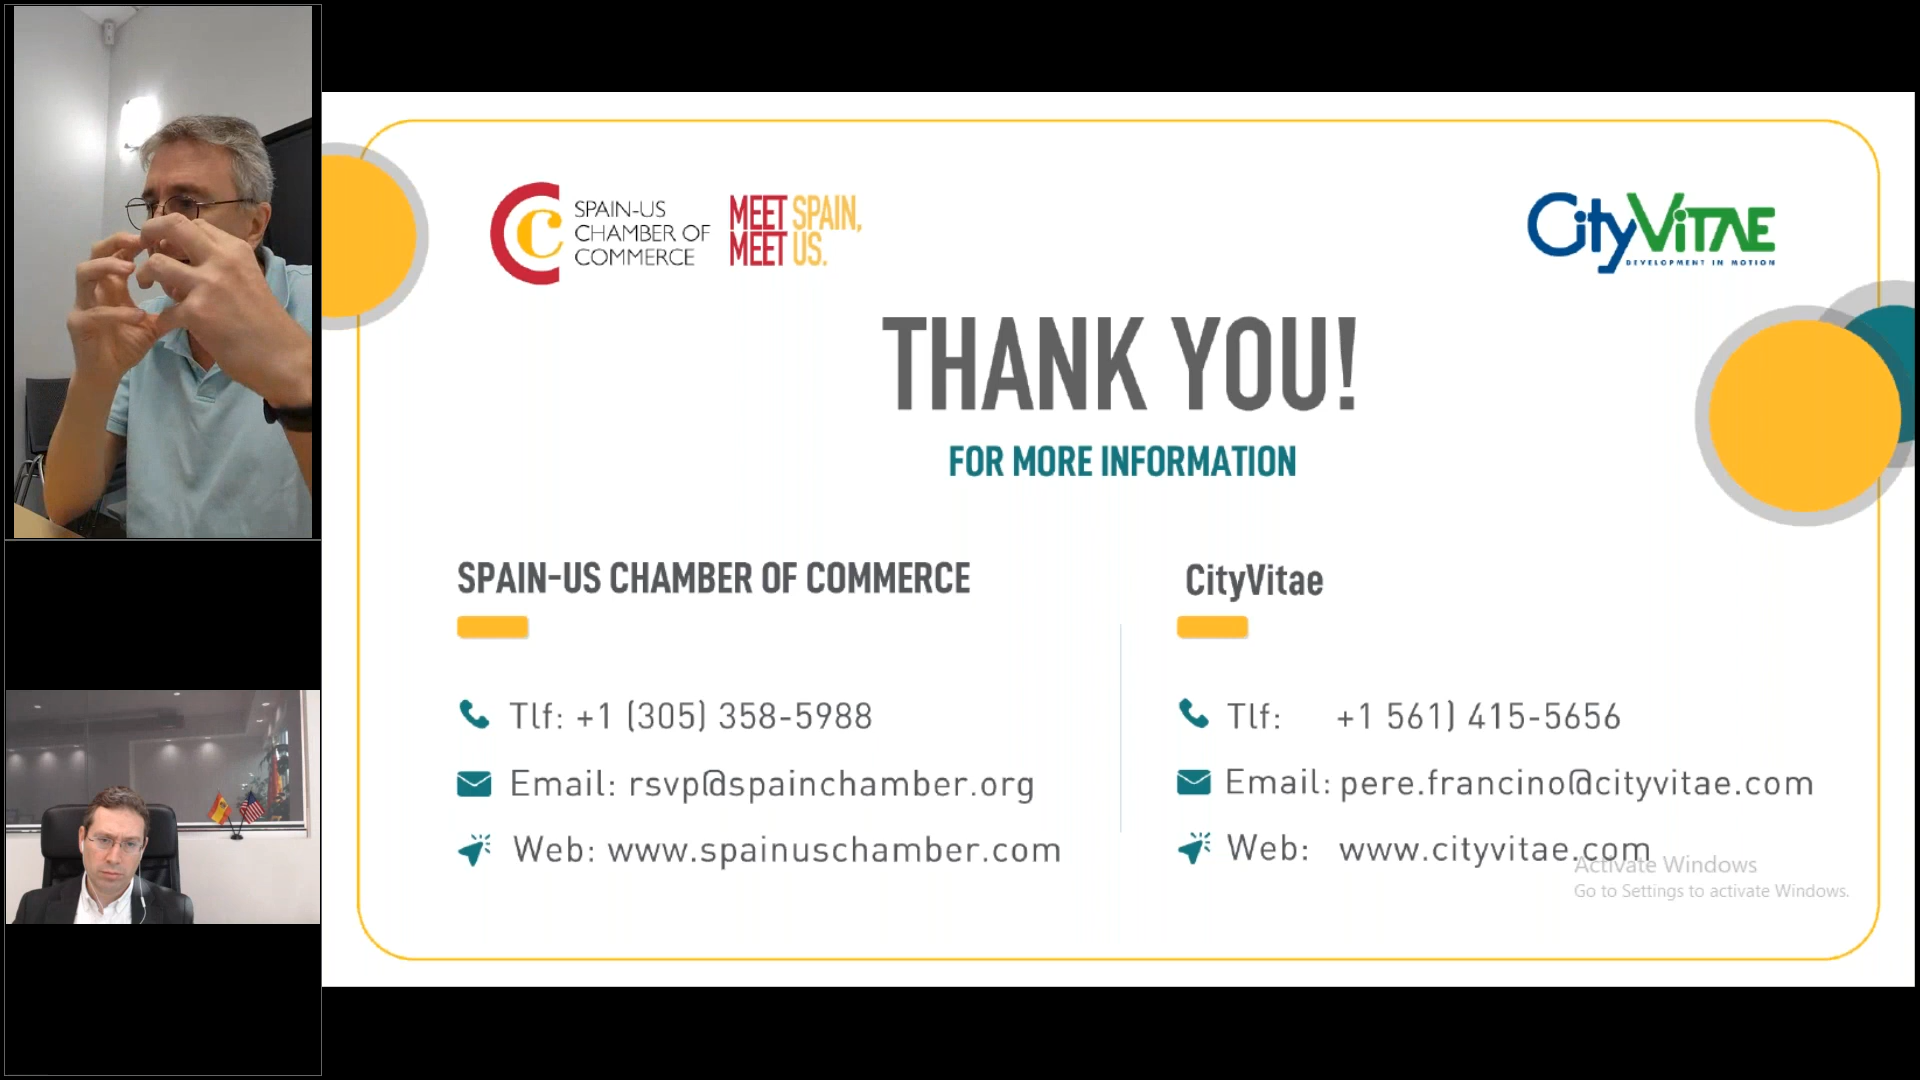 SPAIN-US
CHAMBER OF
COMMERCE
MEET SPAIN,
MEET US.
CityVITAE
DEVELOPMENT IN MOTION
THANK YOU!
FOR MORE INFORMATION
SPAIN-US CHAMBER OF COMMERCE
Tlf: +1 (305) 358-5988
Email: rsvp@spainchamber.org
Web: www.spainuschamber.com
CityVitae
Tlf: +1 561) 415-5656
Email: pere.francino@cityvitae.com
Web: www.cityvitae.com
Activate Windows
Go to Settings to activate Windows.